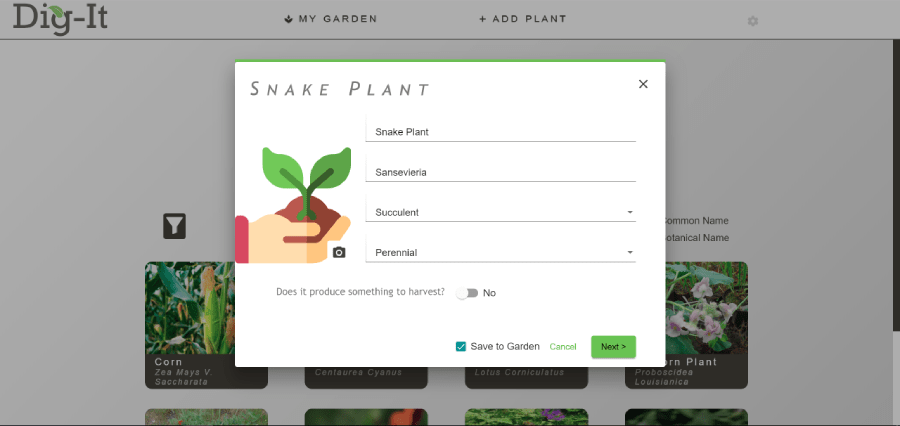 Dig-It
MY GARDEN
+ ADD PLANT
Snake Plant
Snake Plant
Sansevieria
Succulent
Common Name
Botanical Name
Perennial
Does it produce something to harvest?
No
Save to Garden
Cancel
Next >
Corn
Zea Mays V.
Saccharata
Centaurea Cyanus
Lotus Corniculatus
rn Plant
Proboscidea
Louisianica